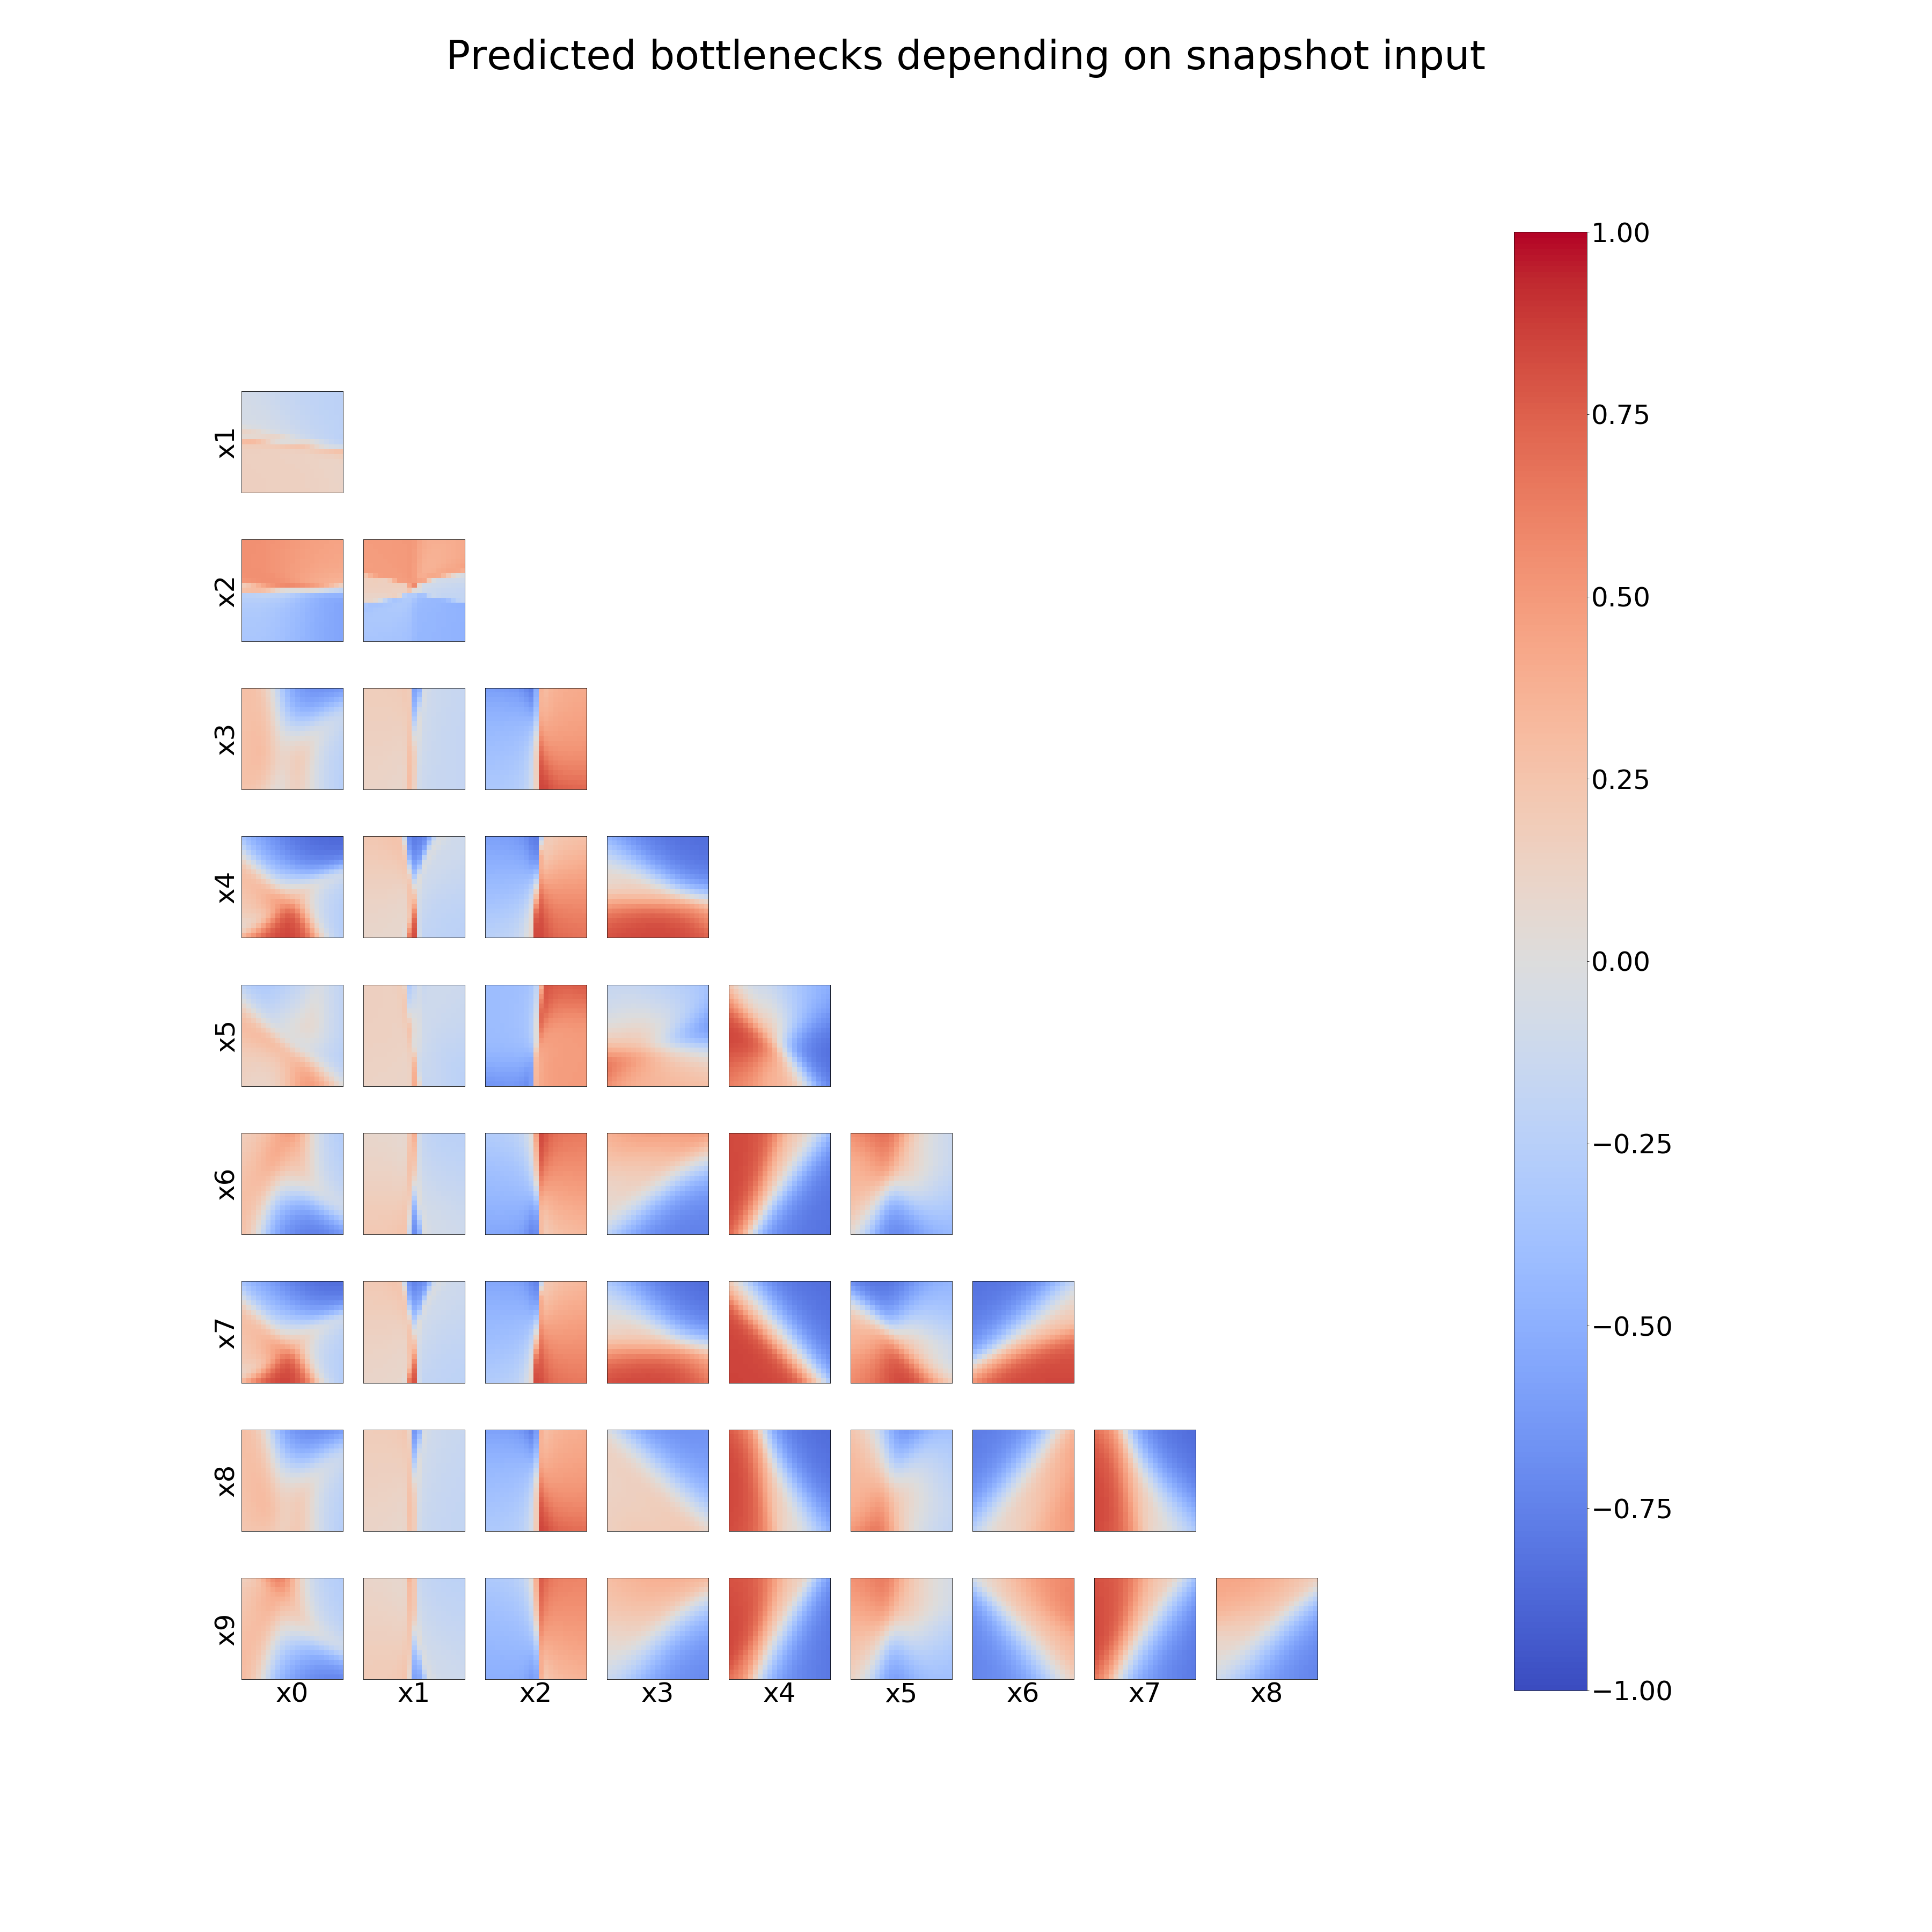 Predicted bottlenecks depending on snapshot input
1.00
0.75
0.50
0.25
0.00
−0.25
−0.50
−0.75
−1.00
x1
x2
x3
x4
x5
x6
x7
x8
x9
x0 x1 x2 x3 x4 x5 x6 x7 x8